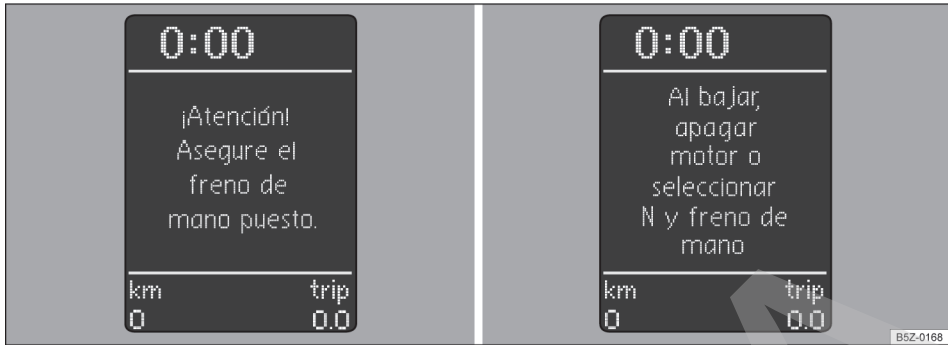 0:00
¡Atención!
Asegure el
freno de
mano puesto.
km trip
0 0.0
0:00
Al bajar,
apagar
motor o
seleccionar
N y freno de
mano
km trip
0 0.0
B5Z-0168